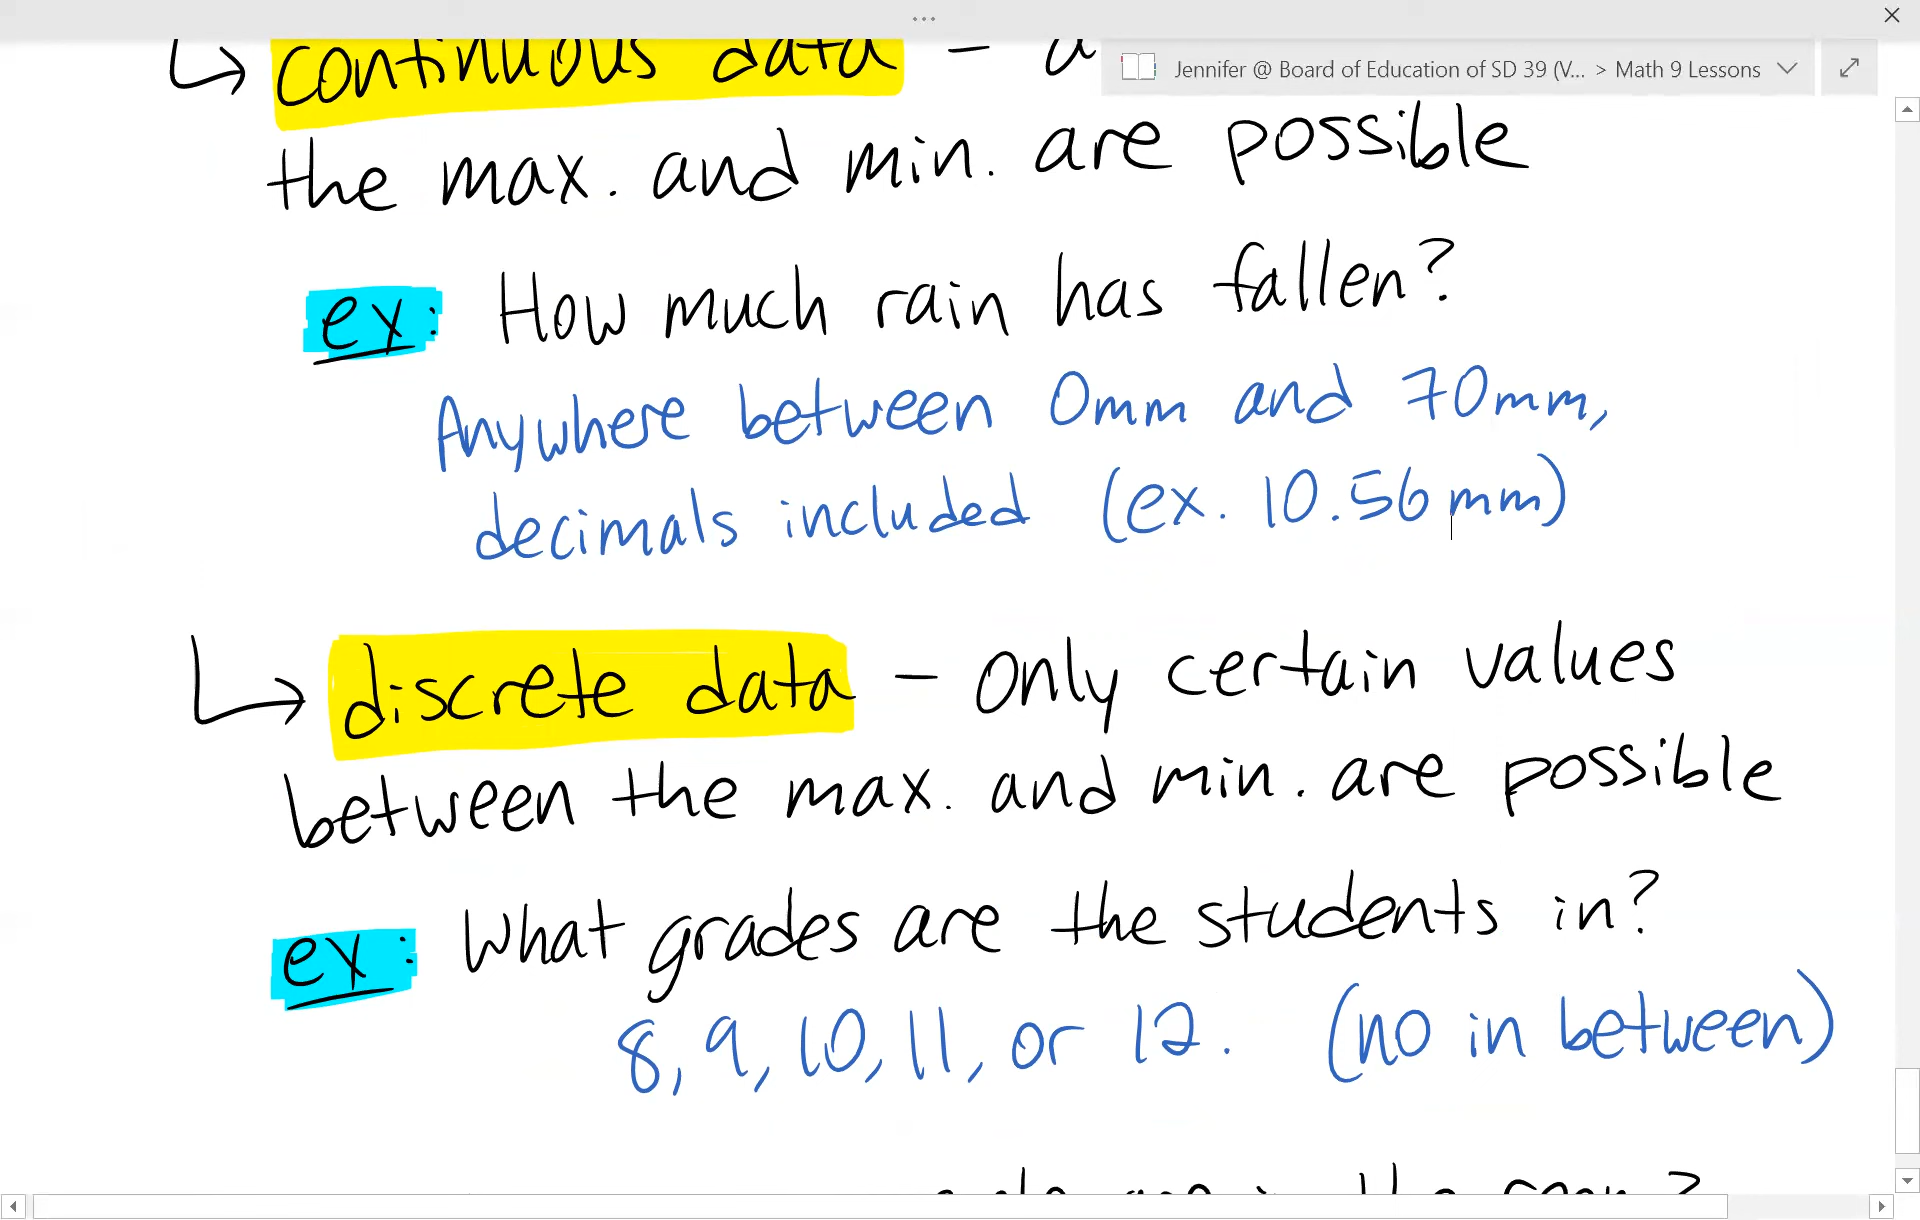 ...
Jennifer @ Board of Education of SD 39 (V... > Math 9 Lessons
↳ continuous data - a
the max. and min. are possible
ex: How much rain has fallen?
Anywhere between 0mm and 70mm,
decimals included (ex. 10.56mm)
↳ discrete data - only certain values
between the max. and min. are possible
ex: What grades are the students in?
8, 9, 10, 11, or 12. (no in between)